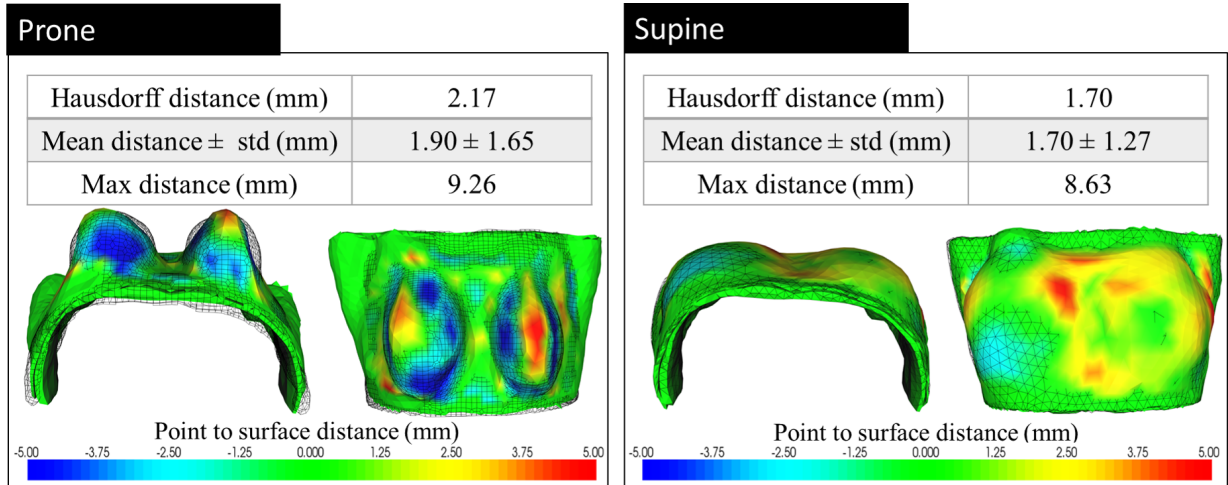 Prone
Hausdorff distance (mm) 2.17
Mean distance ± std (mm) 1.90 ± 1.65
Max distance (mm) 9.26
Point to surface distance (mm)
-5.00 -3.75 -2.50 -1.25 0.000 1.25 2.50 3.75 5.00
Supine
Hausdorff distance (mm) 1.70
Mean distance ± std (mm) 1.70 ± 1.27
Max distance (mm) 8.63
Point to surface distance (mm)
-5.00 -3.75 -2.50 -1.25 0.000 1.25 2.50 3.75 5.00